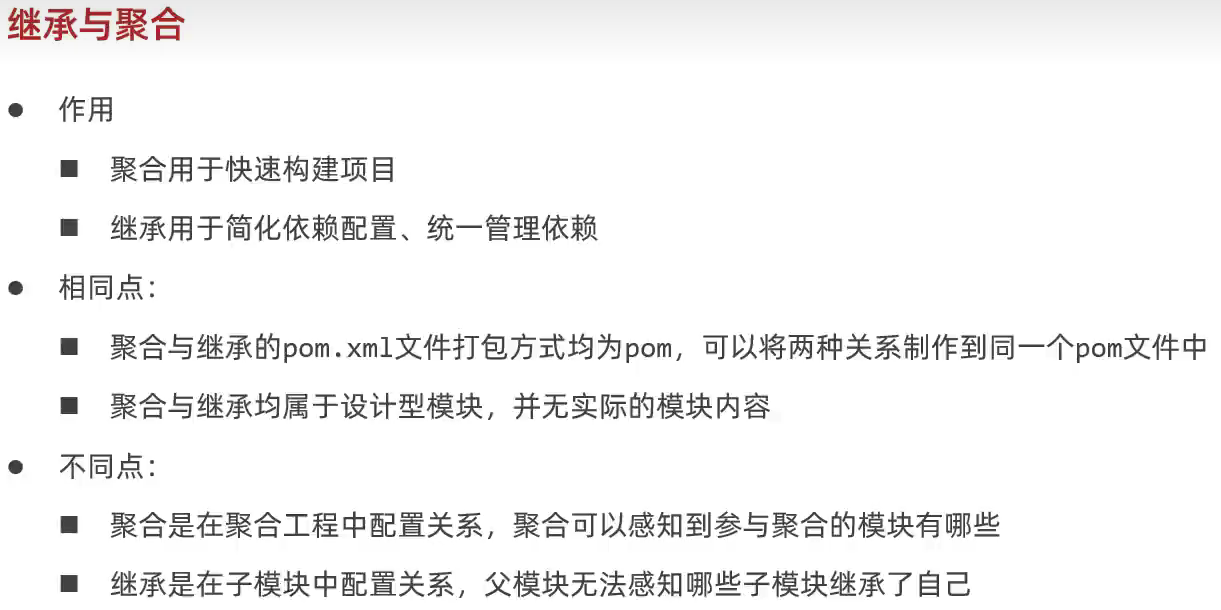 继承与聚合
● 作用
■ 聚合用于快速构建项目
■ 继承用于简化依赖配置、统一管理依赖
● 相同点：
■ 聚合与继承的pom.xml文件打包方式均为pom，可以将两种关系制作到同一个pom文件中
■ 聚合与继承均属于设计型模块，并无实际的模块内容
● 不同点：
■ 聚合是在聚合工程中配置关系，聚合可以感知到参与聚合的模块有哪些
■ 继承是在子模块中配置关系，父模块无法感知哪些子模块继承了自己